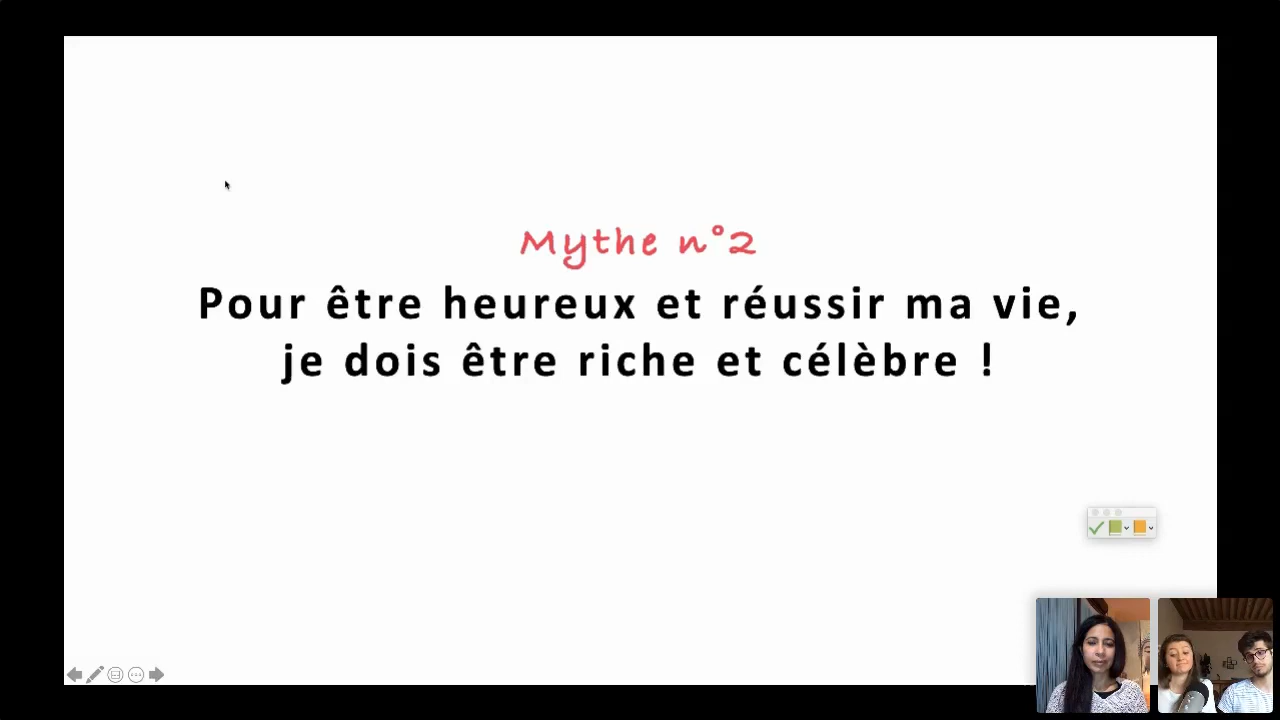 Mythe n°2
Pour être heureux et réussir ma vie,
je dois être riche et célèbre !